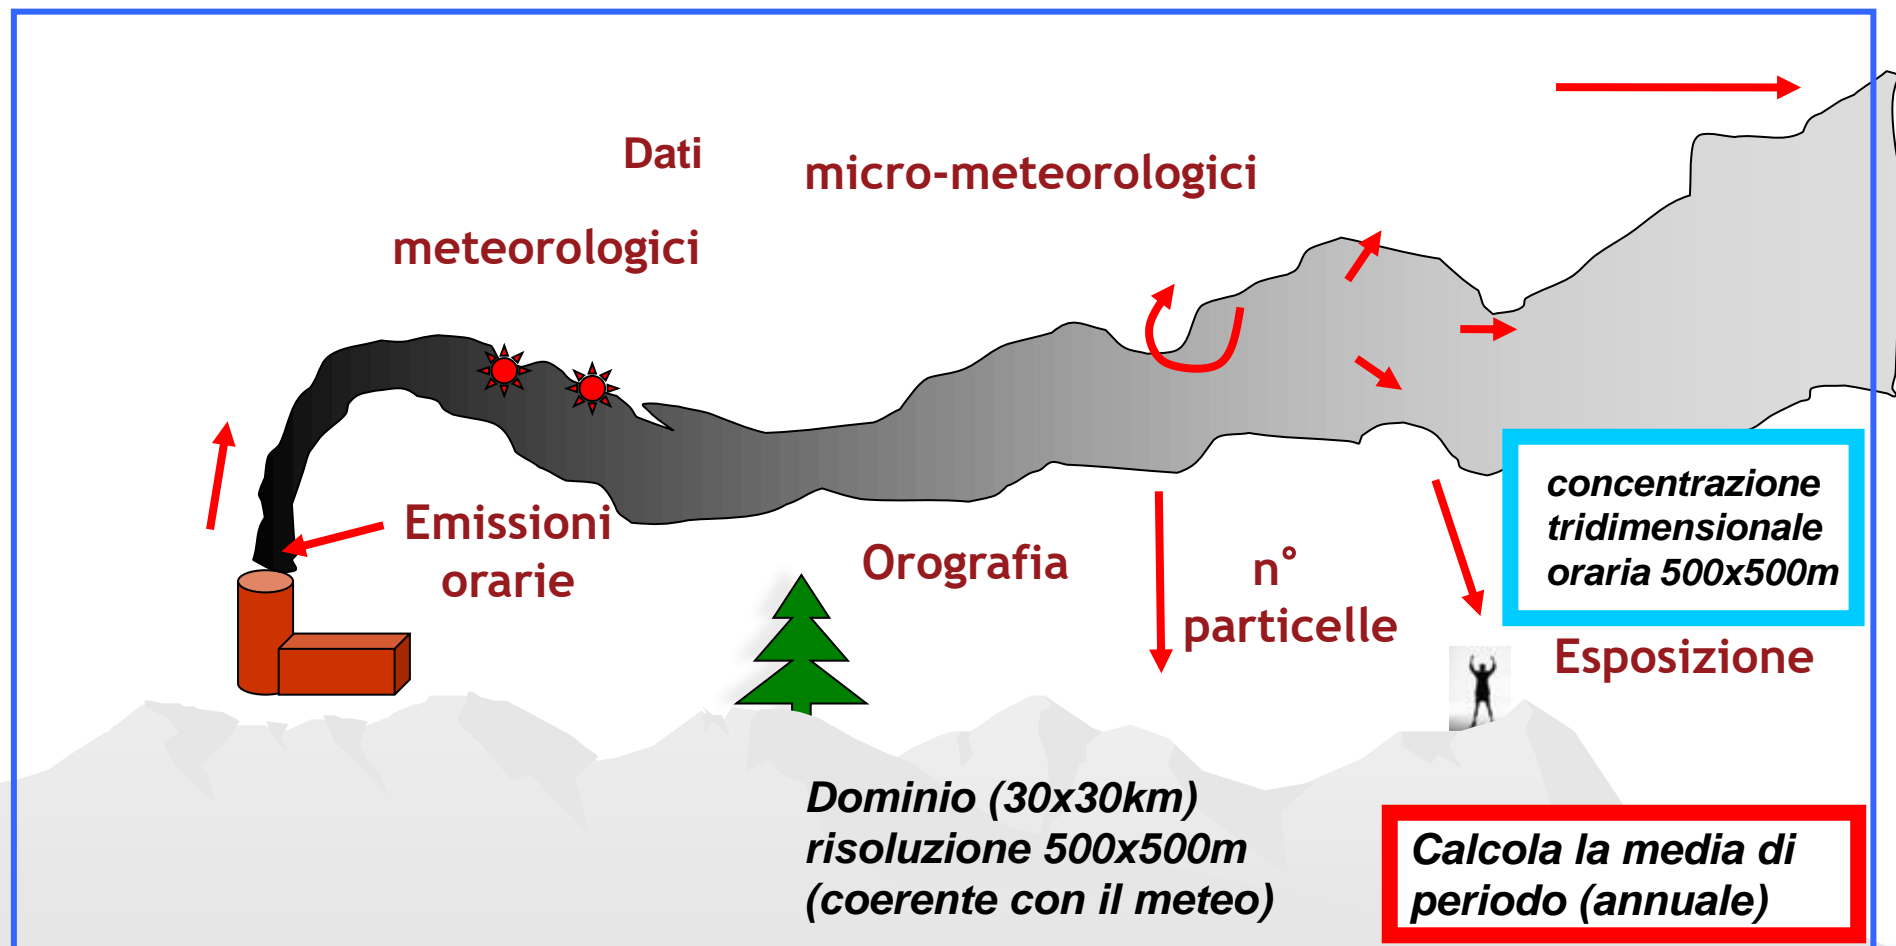 Dati
micro-meteorologici
meteorologici
Emissioni
orarie
Orografia
n°
particelle
concentrazione
tridimensionale
oraria 500x500m
Esposizione
Dominio (30x30km)
risoluzione 500x500m
(coerente con il meteo)
Calcola la media di
periodo (annuale)